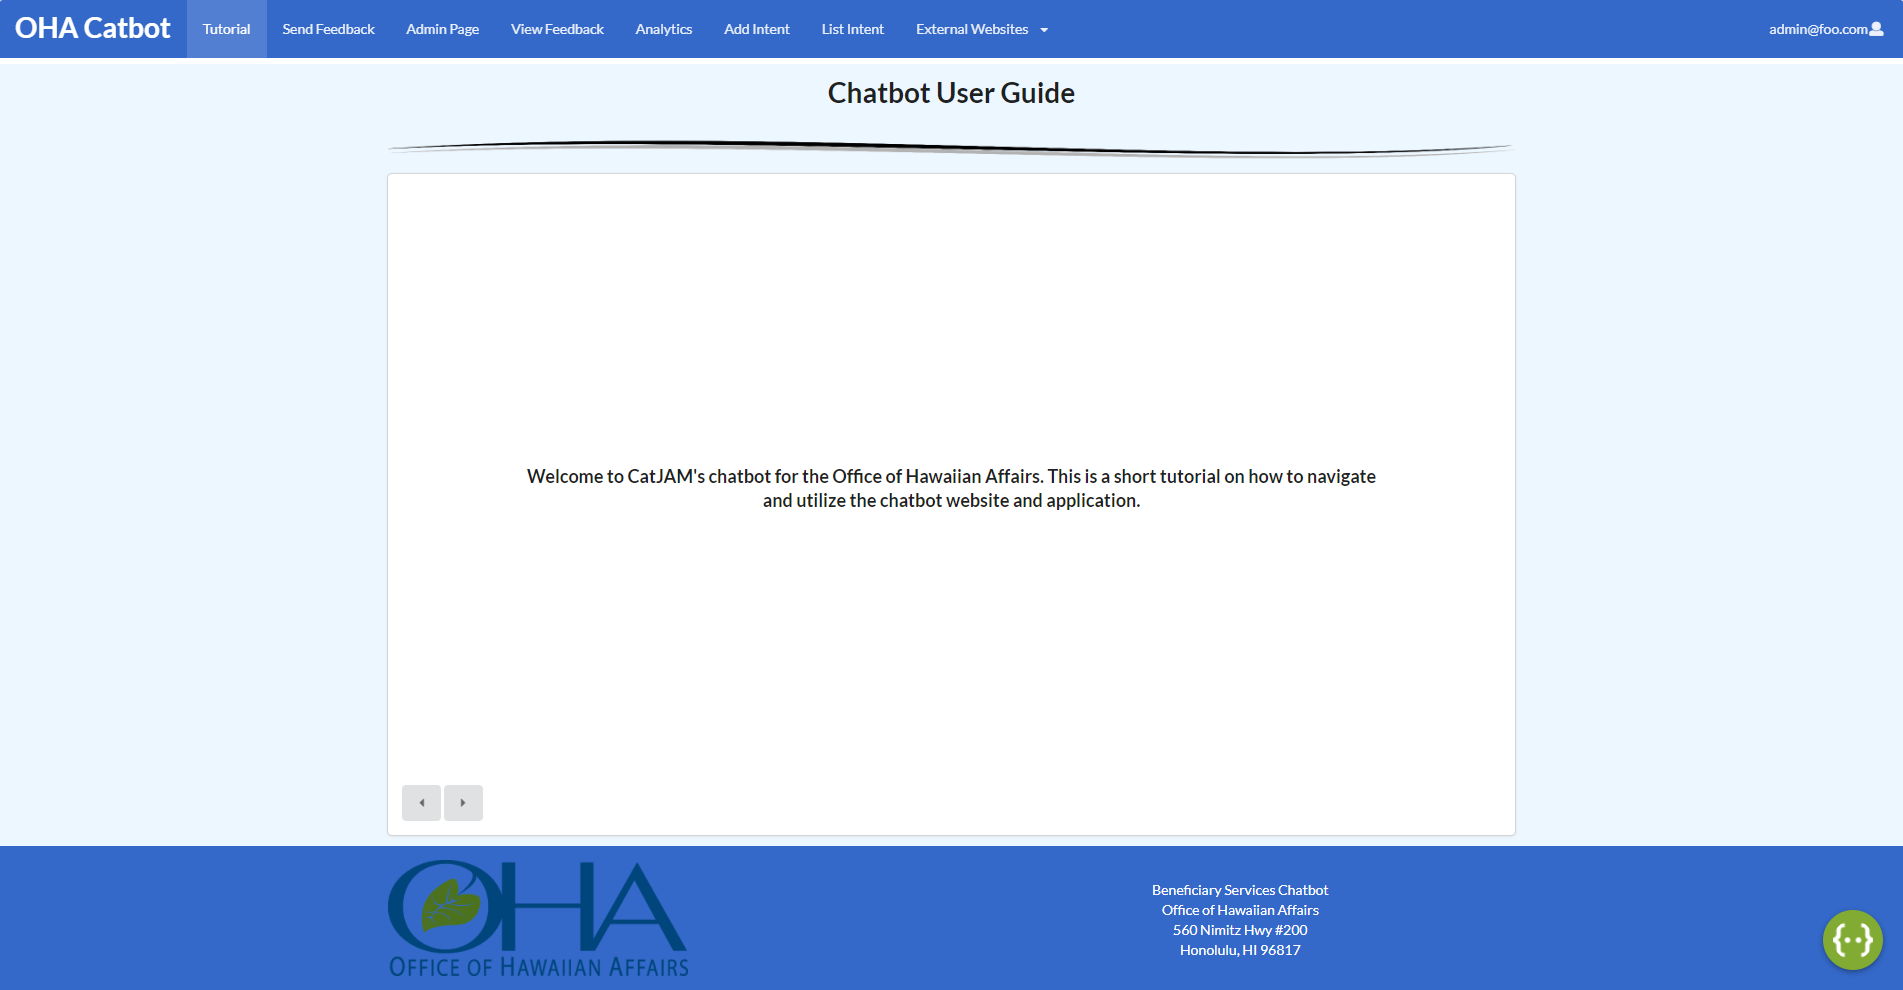 OHA Catbot
Tutorial
Send Feedback
Admin Page
View Feedback
Analytics
Add Intent
List Intent
External Websites
admin@foo.com
Chatbot User Guide
Welcome to CatJAM's chatbot for the Office of Hawaiian Affairs. This is a short tutorial on how to navigate
and utilize the chatbot website and application.
OHA
OFFICE OF HAWAIIAN AFFAIRS
Beneficiary Services Chatbot
Office of Hawaiian Affairs
560 Nimitz Hwy #200
Honolulu, HI 96817